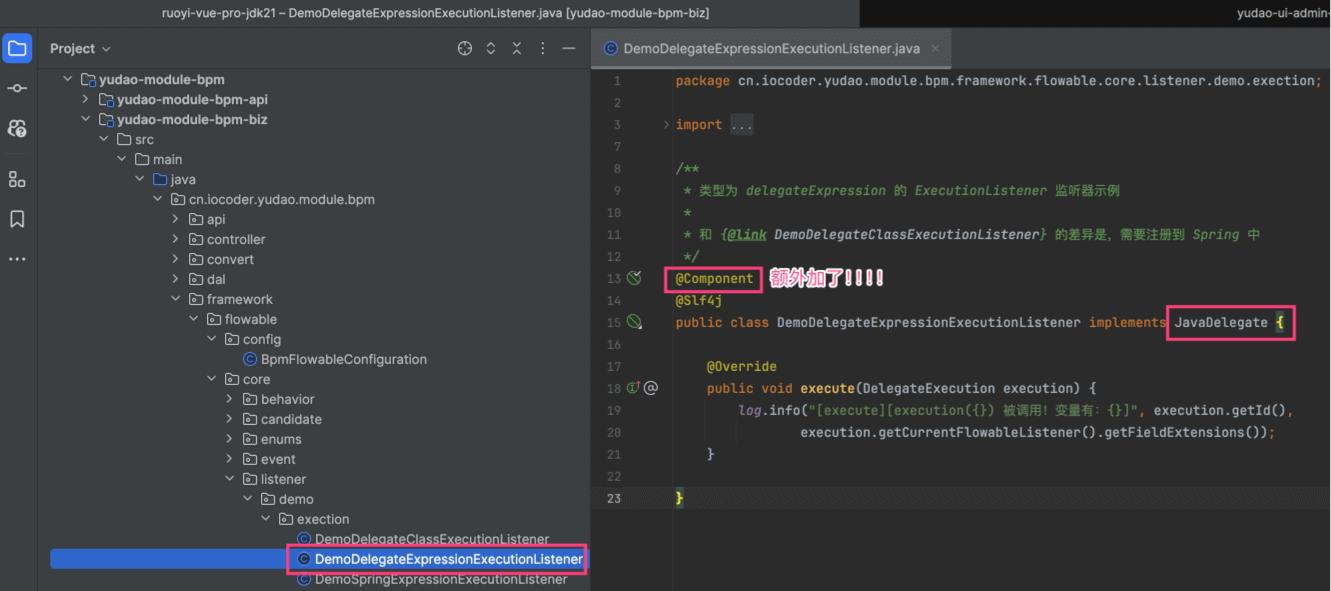 ruoyi-vue-pro-jdk21 – DemoDelegateExpressionExecutionListener.java [yudao-module-bpm-biz]
yudao-ui-admin-
Project
yudao-module-bpm
yudao-module-bpm-api
yudao-module-bpm-biz
src
main
java
cn.iocoder.yudao.module.bpm
api
controller
convert
dal
framework
flowable
config
BpmFlowableConfiguration
core
behavior
candidate
enums
event
listener
demo
exection
DemoDelegateClassExecutionListener
DemoDelegateExpressionExecutionListener
DemoSpringExpressionExecutionListener
DemoDelegateExpressionExecutionListener.java
1 package cn.iocoder.yudao.module.bpm.framework.flowable.core.listener.demo.exection;
2
3 import ...
7
8 /**
9 * 类型为 delegateExpression 的 ExecutionListener 监听器示例
10 *
11 * 和 {@link DemoDelegateClassExecutionListener} 的差异是，需要注册到 Spring 中
12 */
13 @Component 额外加了!!!!
14 @Slf4j
15 public class DemoDelegateExpressionExecutionListener implements JavaDelegate {
16
17 @Override
18 public void execute(DelegateExecution execution) {
19 log.info("[execute][execution({}) 被调用！变量有：{}]", execution.getId(),
20 execution.getCurrentFlowableListener().getFieldExtensions());
21 }
22
23 }